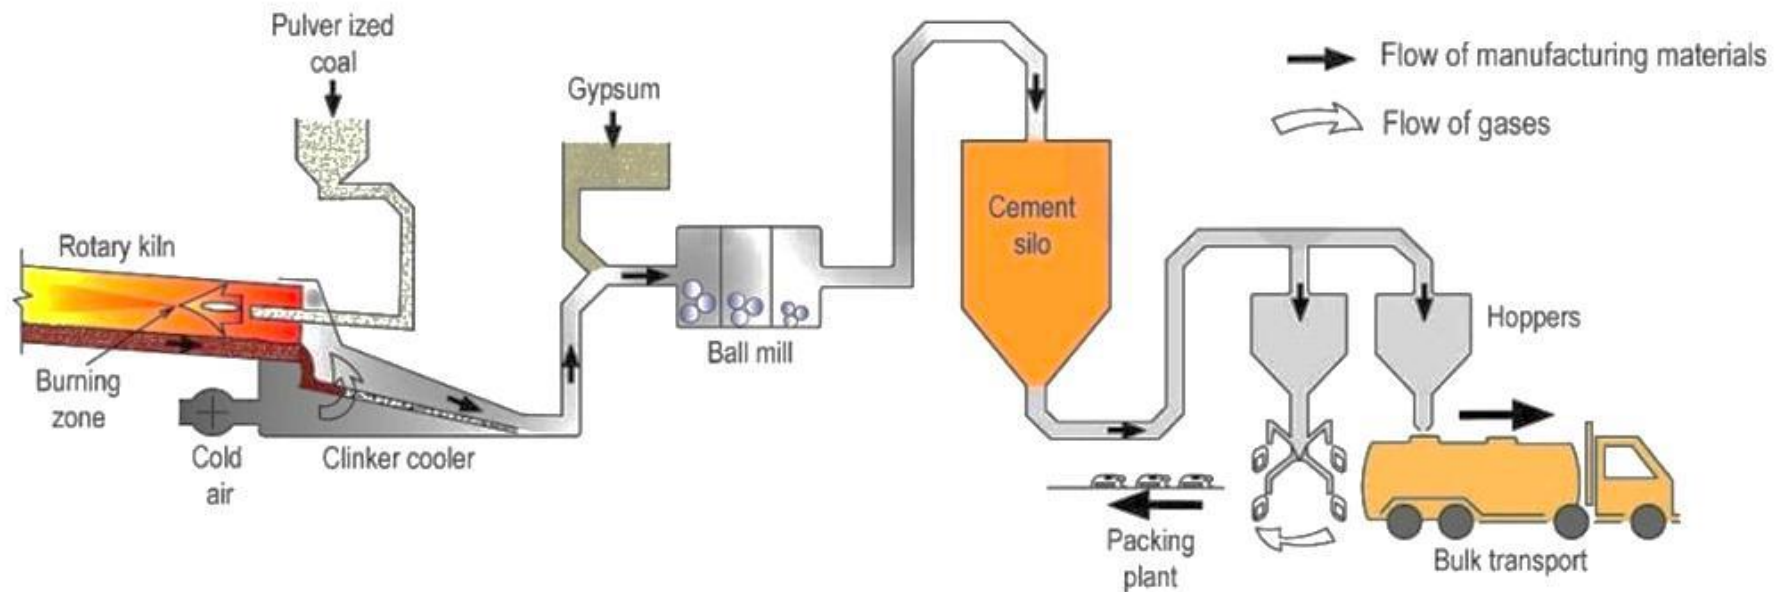 Pulver ized
coal
Gypsum
Flow of manufacturing materials
Flow of gases
Rotary kiln
Cement
silo
Hoppers
Ball mill
Burning
zone
Cold
air
Clinker cooler
Packing
plant
Bulk transport